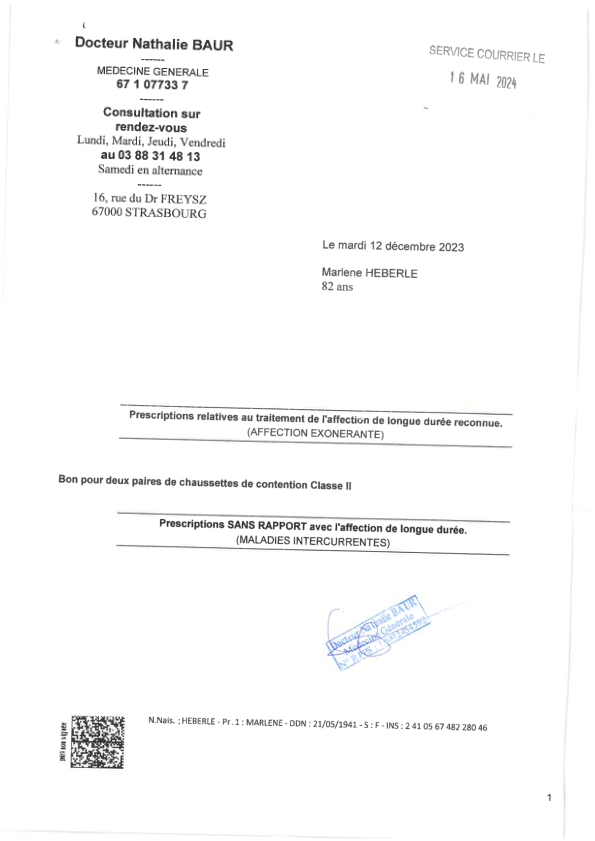 Docteur Nathalie BAUR
------
MEDECINE GENERALE
67 1 07733 7
------
Consultation sur
rendez-vous
Lundi, Mardi, Jeudi, Vendredi
au 03 88 31 48 13
Samedi en alternance
------
16, rue du Dr FREYSZ
67000 STRASBOURG
SERVICE COURRIER LE
16 MAI 2024
Le mardi 12 décembre 2023
Marlene HEBERLE
82 ans
Prescriptions relatives au traitement de l'affection de longue durée reconnue.
(AFFECTION EXONERANTE)
Bon pour deux paires de chaussettes de contention Classe II
Prescriptions SANS RAPPORT avec l'affection de longue durée.
(MALADIES INTERCURRENTES)
Docteur Nathalie BAUR
Médecine Générale
N° RPPS :
N.Nais. : HEBERLE - Pr. 1 : MARLENE - DDN : 21/05/1941 - S : F - INS : 2 41 05 67 482 280 46
non signée
1